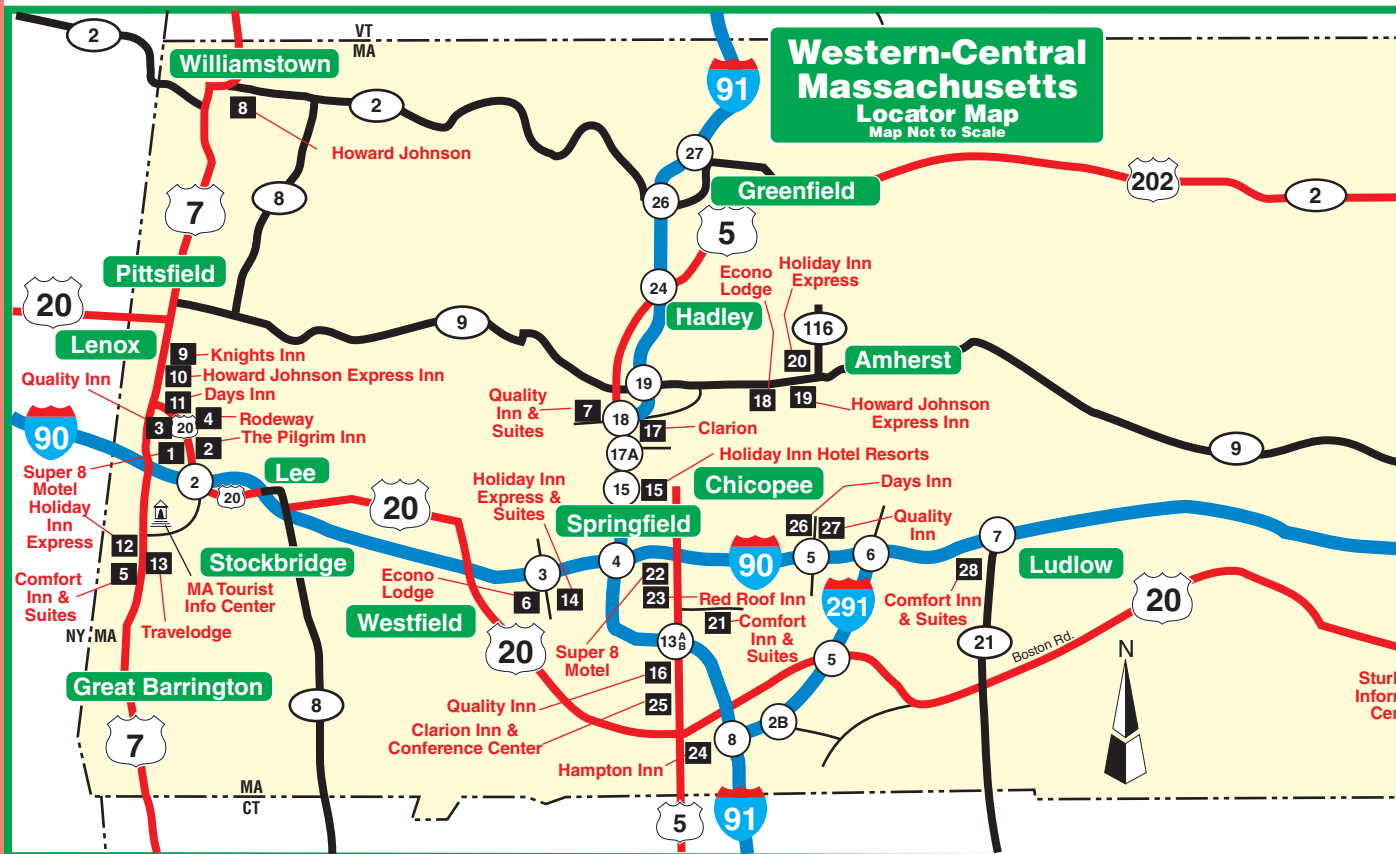 Western-Central
Massachusetts
Locator Map
Map Not to Scale
2
VT
MA
91
Williamstown
8
2
Howard Johnson
27
Greenfield
202
2
26
8
7
5
Pittsfield
20
24
Econo
Lodge
Holiday Inn
Express
Hadley
116
9
Lenox
9
Knights Inn
10
Howard Johnson Express Inn
20
Amherst
Quality Inn
11
Days Inn
19
18
19
Howard Johnson
Express Inn
Quality
Inn &
Suites
7
18
17
Clarion
4
Rodeway
3
20
The Pilgrim Inn
90
1
2
17A
9
Super 8
Motel
2
Lee
20
15
15
Holiday Inn Hotel Resorts
Chicopee
Holiday Inn
Express &
Suites
20
Days Inn
Holiday
Inn
Express
12
Springfield
26
27
Quality
Inn
Stockbridge
4
90
5
6
7
Ludlow
13
5
Comfort
Inn &
Suites
MA Tourist
Info Center
Econo
Lodge
3
6
14
22
23
Red Roof Inn
28
Comfort Inn
& Suites
291
20
Travelodge
NY
MA
Westfield
21
Comfort
Inn &
Suites
20
Super 8
Motel
13
A
B
5
21
Boston Rd.
N
Great Barrington
16
Quality Inn
25
Clarion Inn &
Conference Center
8
7
8
2B
24
Hampton Inn
MA
CT
5
91
Sturl
Inform
Cen